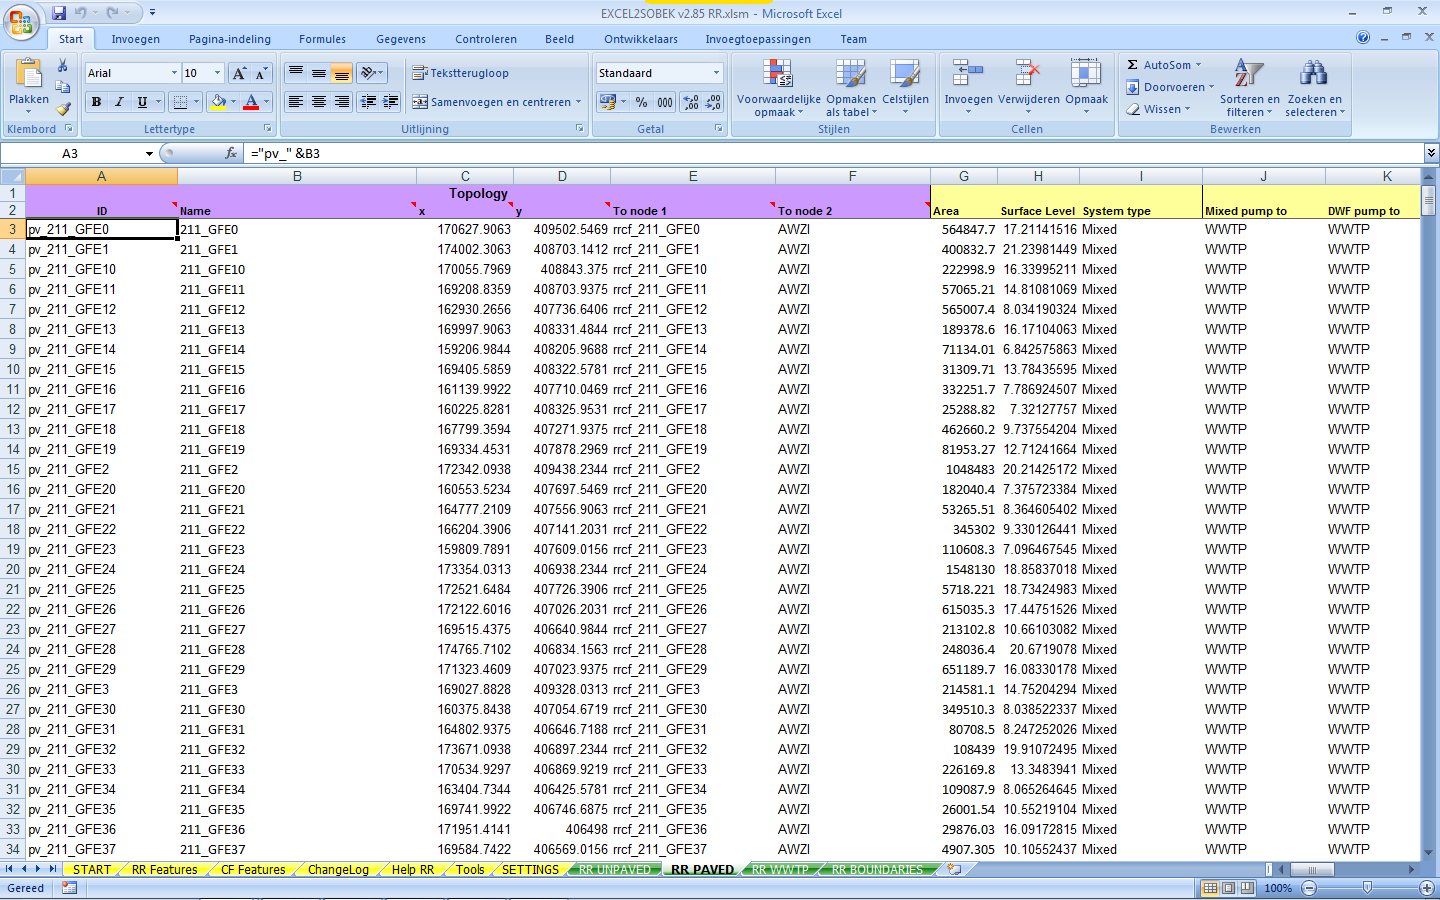 EXCEL2SOBEK v2.85 RR.xlsm - Microsoft Excel
Start Invoegen Pagina-indeling Formules Gegevens Controleren Beeld Ontwikkelaars Invoegtoepassingen Team
Plakken
Klembord
Arial 10
B I U
Lettertype
Tekstterugloop
Samenvoegen en centreren
Uitlijning
Standaard
% 000
Getal
Voorwaardelijke opmaak
Opmaken als tabel
Celstijlen
Stijlen
Invoegen Verwijderen Opmaak
Cellen
Σ AutoSom
Doorvoeren
Wissen
Sorteren en filteren
Zoeken en selecteren
Bewerken
A3 fx ="pv_" &B3
A B C D E F G H I J K
1 Topology
2 ID Name x y To node 1 To node 2 Area Surface Level System type Mixed pump to DWF pump to
3 pv_211_GFE0 211_GFE0 170627.9063 409502.5469 rrcf_211_GFE0 AWZI 564847.7 17.21141516 Mixed WWTP WWTP
4 pv_211_GFE1 211_GFE1 174002.3063 408703.1412 rrcf_211_GFE1 AWZI 400832.7 21.23981449 Mixed WWTP WWTP
5 pv_211_GFE10 211_GFE10 170055.7969 408843.375 rrcf_211_GFE10 AWZI 222998.9 16.33995211 Mixed WWTP WWTP
6 pv_211_GFE11 211_GFE11 169208.8359 408703.9375 rrcf_211_GFE11 AWZI 57065.21 14.81081069 Mixed WWTP WWTP
7 pv_211_GFE12 211_GFE12 162930.2656 407736.6406 rrcf_211_GFE12 AWZI 565007.4 8.034190324 Mixed WWTP WWTP
8 pv_211_GFE13 211_GFE13 169997.9063 408331.4844 rrcf_211_GFE13 AWZI 189378.6 16.17104063 Mixed WWTP WWTP
9 pv_211_GFE14 211_GFE14 159206.9844 408205.9688 rrcf_211_GFE14 AWZI 71134.01 6.842575863 Mixed WWTP WWTP
10 pv_211_GFE15 211_GFE15 169405.5859 408322.5781 rrcf_211_GFE15 AWZI 31309.71 13.78435595 Mixed WWTP WWTP
11 pv_211_GFE16 211_GFE16 161139.9922 407710.0469 rrcf_211_GFE16 AWZI 332251.7 7.786924507 Mixed WWTP WWTP
12 pv_211_GFE17 211_GFE17 160225.8281 408325.9531 rrcf_211_GFE17 AWZI 25288.82 7.32127757 Mixed WWTP WWTP
13 pv_211_GFE18 211_GFE18 167799.3594 407271.9375 rrcf_211_GFE18 AWZI 462660.2 9.737554204 Mixed WWTP WWTP
14 pv_211_GFE19 211_GFE19 169334.4531 407878.2969 rrcf_211_GFE19 AWZI 81953.27 12.71241664 Mixed WWTP WWTP
15 pv_211_GFE2 211_GFE2 172342.0938 409438.2344 rrcf_211_GFE2 AWZI 1048483 20.21425172 Mixed WWTP WWTP
16 pv_211_GFE20 211_GFE20 160553.5234 407697.5469 rrcf_211_GFE20 AWZI 182040.4 7.375723384 Mixed WWTP WWTP
17 pv_211_GFE21 211_GFE21 164777.2109 407556.9063 rrcf_211_GFE21 AWZI 53265.51 8.364605402 Mixed WWTP WWTP
18 pv_211_GFE22 211_GFE22 166204.3906 407141.2031 rrcf_211_GFE22 AWZI 345302 9.330126441 Mixed WWTP WWTP
19 pv_211_GFE23 211_GFE23 159809.7891 407609.0156 rrcf_211_GFE23 AWZI 110608.3 7.096467545 Mixed WWTP WWTP
20 pv_211_GFE24 211_GFE24 173354.0313 406938.2344 rrcf_211_GFE24 AWZI 1548130 18.85837018 Mixed WWTP WWTP
21 pv_211_GFE25 211_GFE25 172521.6484 407726.3906 rrcf_211_GFE25 AWZI 5718.221 18.73424983 Mixed WWTP WWTP
22 pv_211_GFE26 211_GFE26 172122.6016 407026.2031 rrcf_211_GFE26 AWZI 615035.3 17.44751526 Mixed WWTP WWTP
23 pv_211_GFE27 211_GFE27 169515.4375 406640.9844 rrcf_211_GFE27 AWZI 213102.8 10.66103082 Mixed WWTP WWTP
24 pv_211_GFE28 211_GFE28 174765.7102 406834.1563 rrcf_211_GFE28 AWZI 248036.4 20.6719078 Mixed WWTP WWTP
25 pv_211_GFE29 211_GFE29 171323.4609 407023.9375 rrcf_211_GFE29 AWZI 651189.7 16.08330178 Mixed WWTP WWTP
26 pv_211_GFE3 211_GFE3 169027.8828 409328.0313 rrcf_211_GFE3 AWZI 214581.1 14.75204294 Mixed WWTP WWTP
27 pv_211_GFE30 211_GFE30 160375.8438 407054.6719 rrcf_211_GFE30 AWZI 349510.3 8.038522337 Mixed WWTP WWTP
28 pv_211_GFE31 211_GFE31 164802.9375 406646.7188 rrcf_211_GFE31 AWZI 80708.5 8.247252026 Mixed WWTP WWTP
29 pv_211_GFE32 211_GFE32 173671.0938 406897.2344 rrcf_211_GFE32 AWZI 108439 19.91072495 Mixed WWTP WWTP
30 pv_211_GFE33 211_GFE33 170534.9297 406869.9219 rrcf_211_GFE33 AWZI 226169.8 13.3483941 Mixed WWTP WWTP
31 pv_211_GFE34 211_GFE34 163404.7344 406425.5781 rrcf_211_GFE34 AWZI 109087.9 8.065264645 Mixed WWTP WWTP
32 pv_211_GFE35 211_GFE35 169741.9922 406746.6875 rrcf_211_GFE35 AWZI 26001.54 10.55219104 Mixed WWTP WWTP
33 pv_211_GFE36 211_GFE36 171951.4141 406498 rrcf_211_GFE36 AWZI 29876.03 16.09172815 Mixed WWTP WWTP
34 pv_211_GFE37 211_GFE37 169584.7422 406569.0156 rrcf_211_GFE37 AWZI 4907.305 10.10552437 Mixed WWTP WWTP
START RR Features CF Features ChangeLog Help RR Tools SETTINGS RR UNPAVED RR PAVED RR WWTP RR BOUNDARIES
Gereed 100%